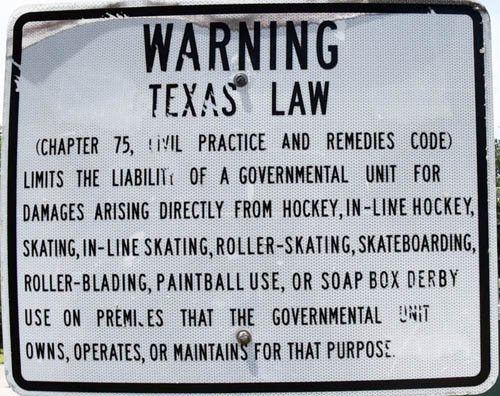 WARNING
TEXAS LAW
(CHAPTER 75, CIVIL PRACTICE AND REMEDIES CODE)
LIMITS THE LIABILITY OF A GOVERNMENTAL UNIT FOR
DAMAGES ARISING DIRECTLY FROM HOCKEY, IN-LINE HOCKEY,
SKATING, IN-LINE SKATING, ROLLER-SKATING, SKATEBOARDING,
ROLLER-BLADING, PAINTBALL USE, OR SOAP BOX DERBY
USE ON PREMISES THAT THE GOVERNMENTAL UNIT
OWNS, OPERATES, OR MAINTAINS FOR THAT PURPOSE.